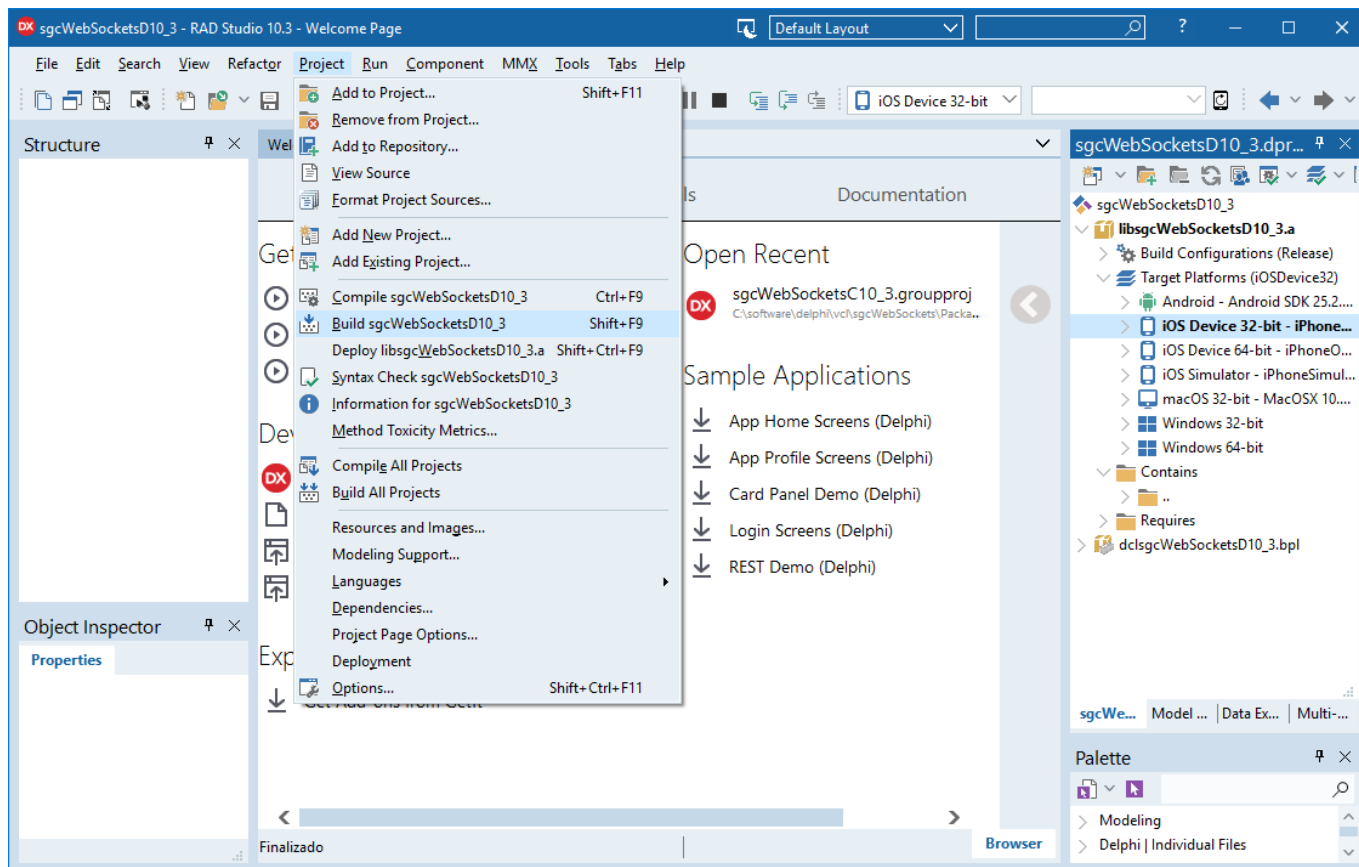 DX sgcWebSocketsD10_3 - RAD Studio 10.3 - Welcome Page
Default Layout
?
File Edit Search View Refactor Project Run Component MMX Tools Tabs Help
iOS Device 32-bit
Structure
Add to Project... Shift+F11
Remove from Project...
Add to Repository...
View Source
Format Project Sources...
Add New Project...
Add Existing Project...
Compile sgcWebSocketsD10_3 Ctrl+F9
Build sgcWebSocketsD10_3 Shift+F9
Deploy libsgcWebSocketsD10_3.a Shift+Ctrl+F9
Syntax Check sgcWebSocketsD10_3
Information for sgcWebSocketsD10_3
Method Toxicity Metrics...
Compile All Projects
Build All Projects
Resources and Images...
Modeling Support...
Languages
Dependencies...
Project Page Options...
Deployment
Options... Shift+Ctrl+F11
Wel
ls
Documentation
Get
Dev
DX
Exp
Open Recent
DX
sgcWebSocketsC10_3.groupproj
C:\software\delphi\vcl\sgcWebSockets\Packa..
Sample Applications
App Home Screens (Delphi)
App Profile Screens (Delphi)
Card Panel Demo (Delphi)
Login Screens (Delphi)
REST Demo (Delphi)
Finalizado
Browser
Object Inspector
Properties
sgcWebSocketsD10_3.dpr...
sgcWebSocketsD10_3
libsgcWebSocketsD10_3.a
Build Configurations (Release)
Target Platforms (iOSDevice32)
Android - Android SDK 25.2....
iOS Device 32-bit - iPhone...
iOS Device 64-bit - iPhoneO...
iOS Simulator - iPhoneSimul...
macOS 32-bit - MacOSX 10....
Windows 32-bit
Windows 64-bit
Contains
..
Requires
dclsgcWebSocketsD10_3.bpl
sgcWe... Model ... Data Ex... Multi-...
Palette
Modeling
Delphi | Individual Files